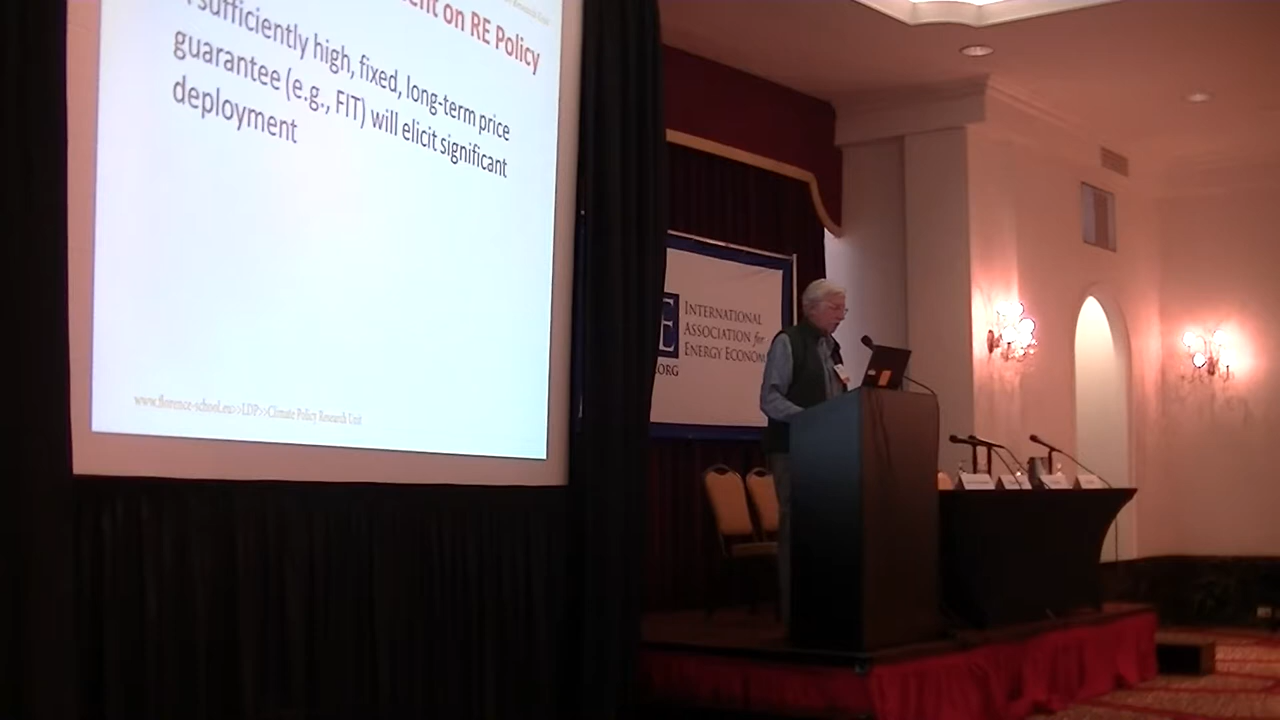 on RE Policy
sufficiently high, fixed, long-term price
guarantee (e.g., FIT) will elicit significant
deployment
www.florence-school.eu>>LDP>>Climate Policy Research Unit
E
INTERNATIONAL
ASSOCIATION for
ENERGY ECONOM
.ORG